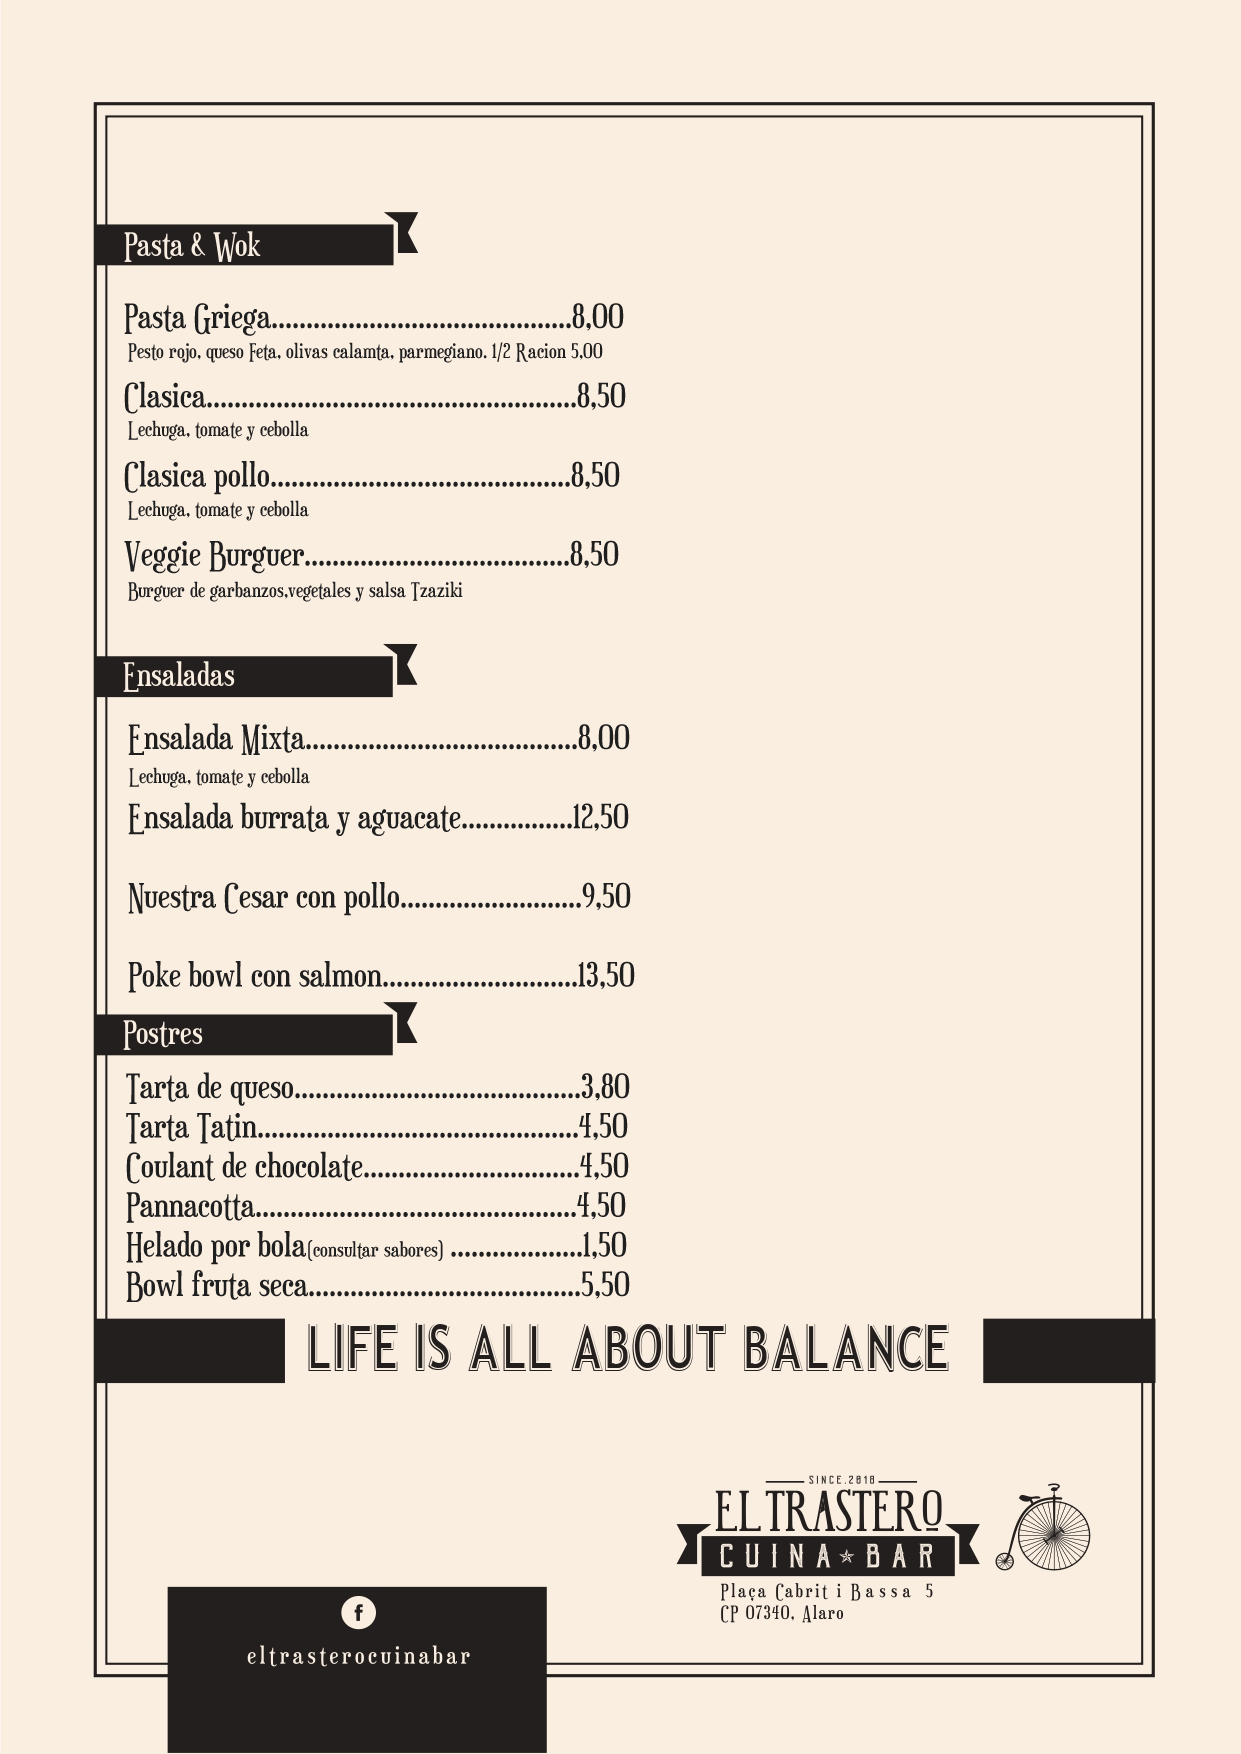 Pasta & Wok
Pasta Griega...........................................8,00
Pesto rojo, queso Feta, olivas calamta, parmegiano. 1/2 Racion 5,00
Clasica.....................................................8,50
Lechuga, tomate y cebolla
Clasica pollo...........................................8,50
Lechuga, tomate y cebolla
Veggie Burguer......................................8,50
Burguer de garbanzos,vegetales y salsa Tzaziki
Ensaladas
Ensalada Mixta.......................................8,00
Lechuga, tomate y cebolla
Ensalada burrata y aguacate................12,50
Nuestra Cesar con pollo..........................9,50
Poke bowl con salmon............................13,50
Postres
Tarta de queso.........................................3,80
Tarta Tatin..............................................4,50
Coulant de chocolate...............................4,50
Pannacotta..............................................4,50
Helado por bola(consultar sabores) ...................1,50
Bowl fruta seca.......................................5,50
LIFE IS ALL ABOUT BALANCE
SINCE.2018
EL TRASTERO
CUINA BAR
Plaça Cabrit i Bassa 5
CP 07340, Alaro
f
eltrasterocuinabar